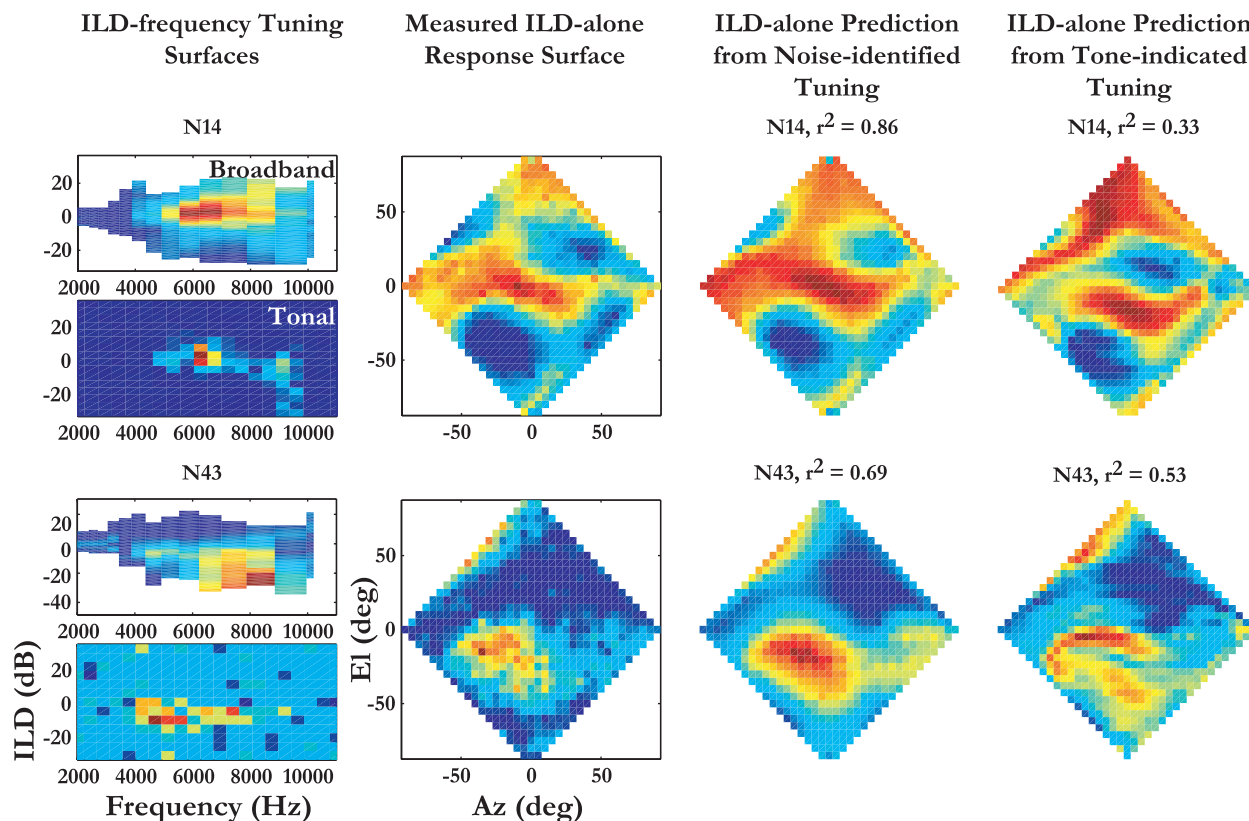 ILD-frequency Tuning
Surfaces
Measured ILD-alone
Response Surface
ILD-alone Prediction
from Noise-identified
Tuning
ILD-alone Prediction
from Tone-indicated
Tuning
N14
N14, r² = 0.86
N14, r² = 0.33
Broadband
20
0
-20
2000 4000 6000 8000 10000
Tonal
20
0
-20
2000 4000 6000 8000 10000
50
0
-50
-50 0 50
N43
N43, r² = 0.69
N43, r² = 0.53
20
0
-20
-40
2000 4000 6000 8000 10000
20
0
-20
2000 4000 6000 8000 10000
ILD (dB)
Frequency (Hz)
50
0
-50
-50 0 50
El (deg)
Az (deg)